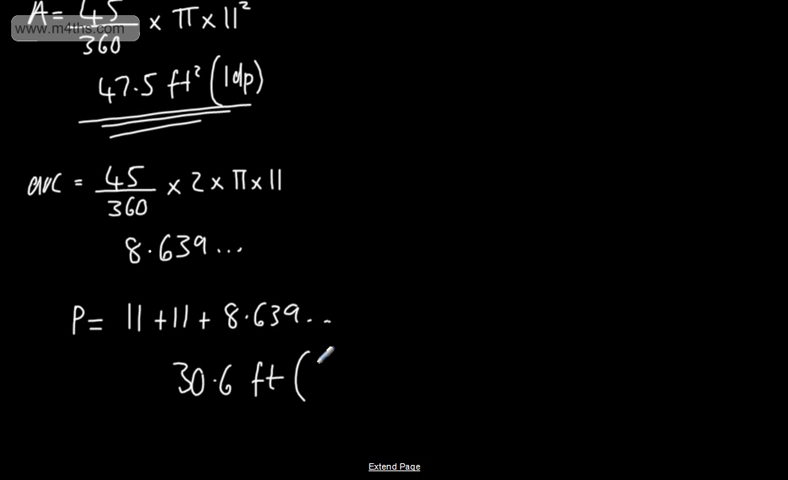 A = 45/360 × π × 11²
www.m4ths.com
47.5 ft² (1dp)
arc = 45/360 × 2 × π × 11
8.639...
P = 11 + 11 + 8.639...
30.6 ft (
Extend Page